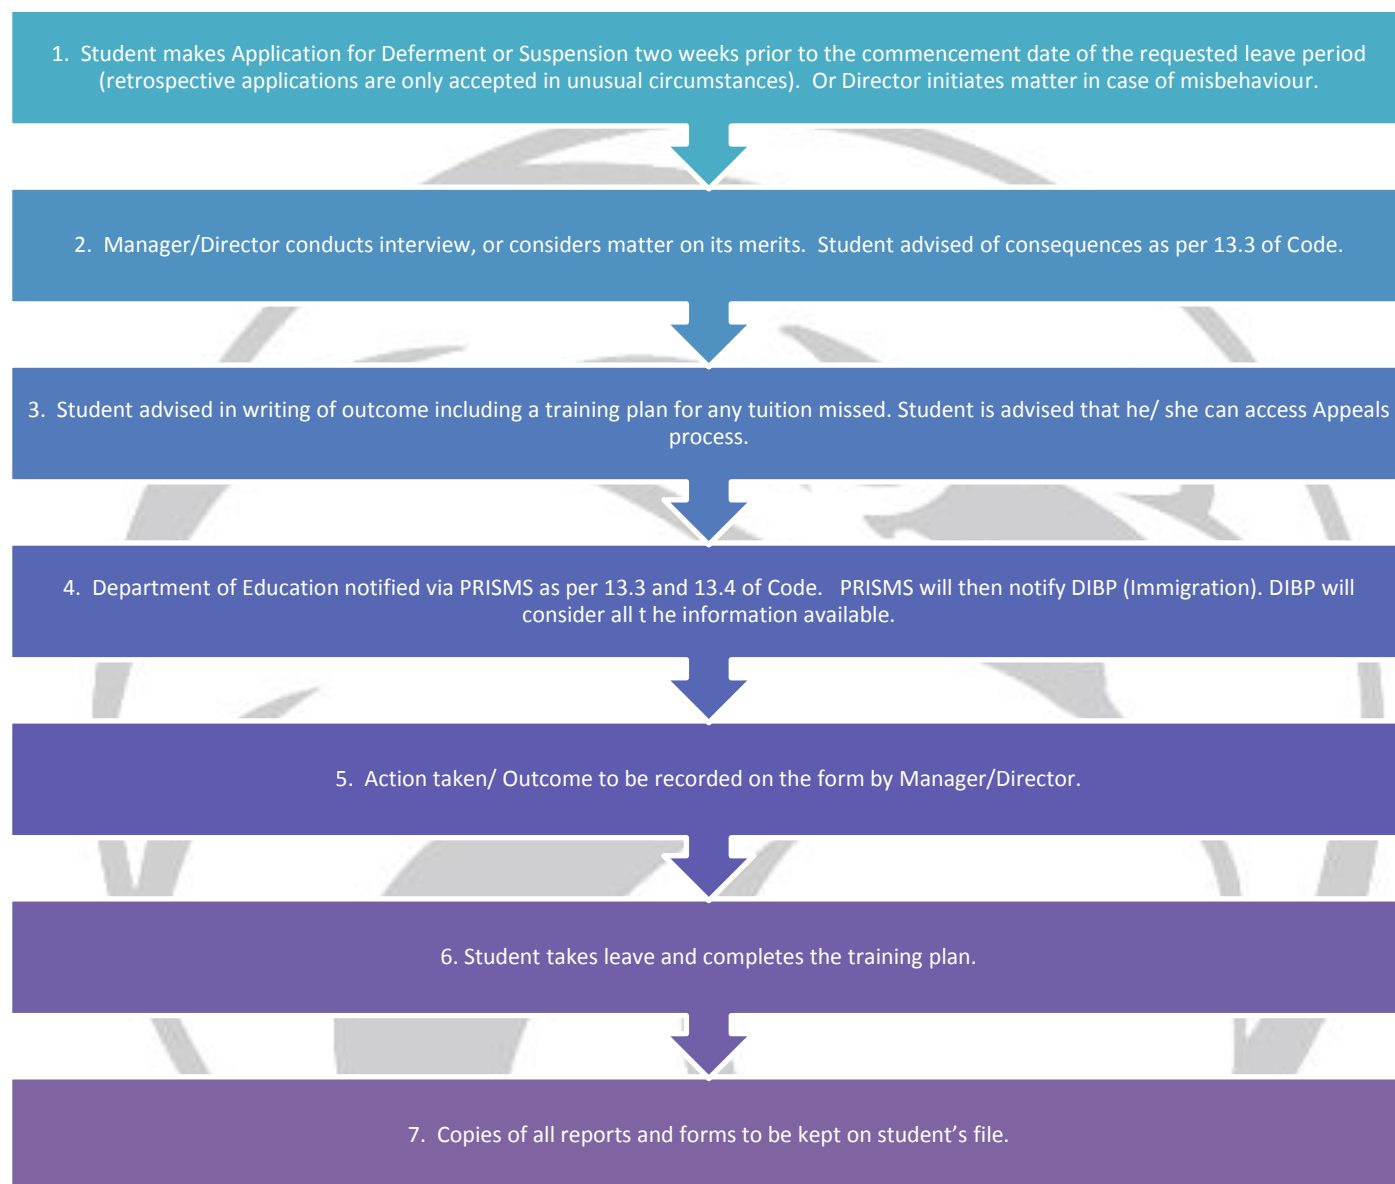 1.  Student makes Application for Deferment or Suspension two weeks prior to the commencement date of the requested leave period
(retrospective applications are only accepted in unusual circumstances).  Or Director initiates matter in case of misbehaviour.
2.  Manager/Director conducts interview, or considers matter on its merits.  Student advised of consequences as per 13.3 of Code.
3.  Student advised in writing of outcome including a training plan for any tuition missed. Student is advised that he/ she can access Appeals
process.
4.  Department of Education notified via PRISMS as per 13.3 and 13.4 of Code.   PRISMS will then notify DIBP (Immigration). DIBP will
consider all t he information available.
5.  Action taken/ Outcome to be recorded on the form by Manager/Director.
6. Student takes leave and completes the training plan.
7.  Copies of all reports and forms to be kept on student’s file.